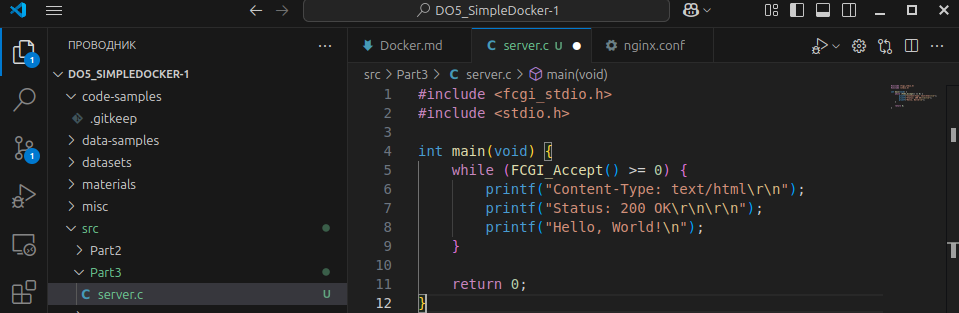 DO5_SimpleDocker-1
ПРОВОДНИК
DO5_SIMPLEDOCKER-1
code-samples
.gitkeep
data-samples
datasets
materials
misc
src
Part2
Part3
C server.c U
1
1
Docker.md
C server.c U
nginx.conf
src > Part3 > C server.c > main(void)
1 #include <fcgi_stdio.h>
2 #include <stdio.h>
3
4 int main(void) {
5 while (FCGI_Accept() >= 0) {
6 printf("Content-Type: text/html\r\n");
7 printf("Status: 200 OK\r\n\r\n");
8 printf("Hello, World!\n");
9 }
10
11 return 0;
12 }